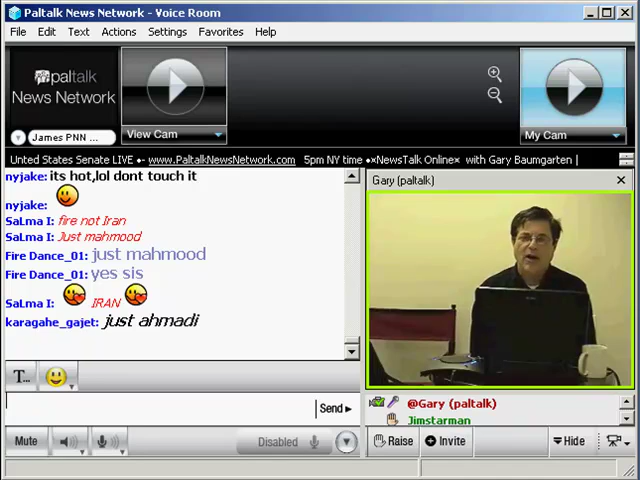 Paltalk News Network - Voice Room
File Edit Text Actions Settings Favorites Help
paltalk
News Network
James PNN ...
View Cam
My Cam
United States Senate LIVE •- www.PaltalkNewsNetwork.com 5pm NY time •×NewsTalk Online× with Gary Baumgarten |
nyjake: its hot,lol dont touch it
nyjake:
SaLma I: fire not Iran
SaLma I: Just mahmood
Fire Dance_01: just mahmood
Fire Dance_01: yes sis
SaLma I: IRAN
karagahe_gajet: just ahmadi
T...
Send
Mute
Disabled
Gary (paltalk)
@Gary (paltalk)
Jimstarman
Raise Invite Hide